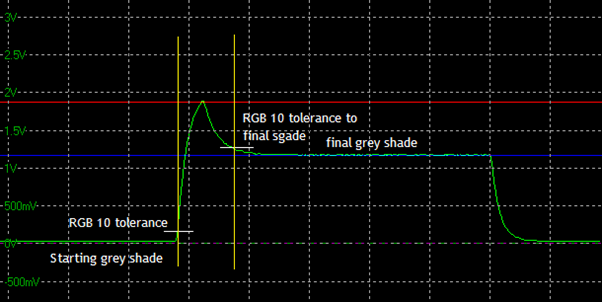 3V
2.5V
2V
RGB 10 tolerance to
final sgade
1.5V
final grey shade
1V
500mV
RGB 10 tolerance
0V
Starting grey shade
-500mV